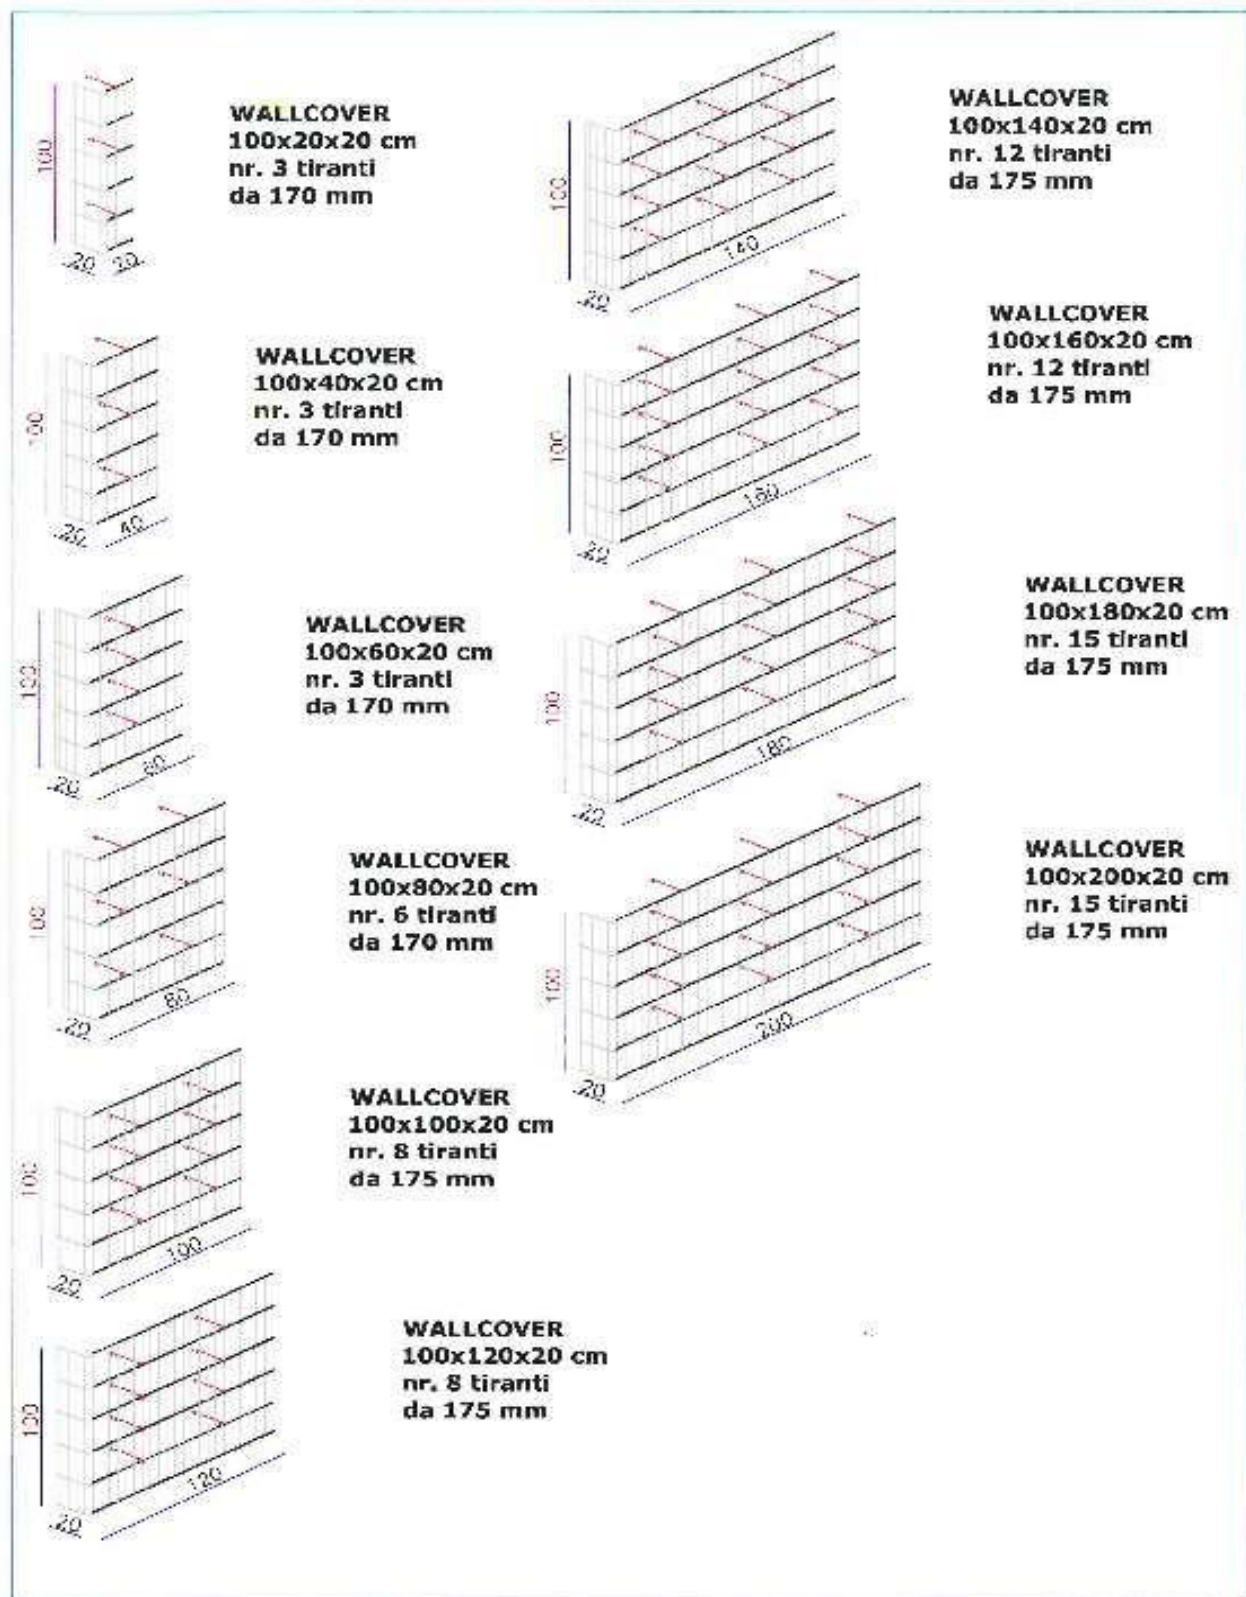 WALLCOVER
100x20x20 cm
nr. 3 tiranti
da 170 mm
100
20
20
WALLCOVER
100x40x20 cm
nr. 3 tiranti
da 170 mm
100
20
40
WALLCOVER
100x60x20 cm
nr. 3 tiranti
da 170 mm
100
20
60
WALLCOVER
100x80x20 cm
nr. 6 tiranti
da 170 mm
100
20
80
WALLCOVER
100x100x20 cm
nr. 8 tiranti
da 175 mm
100
20
100
WALLCOVER
100x120x20 cm
nr. 8 tiranti
da 175 mm
100
20
120
WALLCOVER
100x140x20 cm
nr. 12 tiranti
da 175 mm
100
20
140
WALLCOVER
100x160x20 cm
nr. 12 tiranti
da 175 mm
100
20
160
WALLCOVER
100x180x20 cm
nr. 15 tiranti
da 175 mm
100
20
180
WALLCOVER
100x200x20 cm
nr. 15 tiranti
da 175 mm
100
20
200